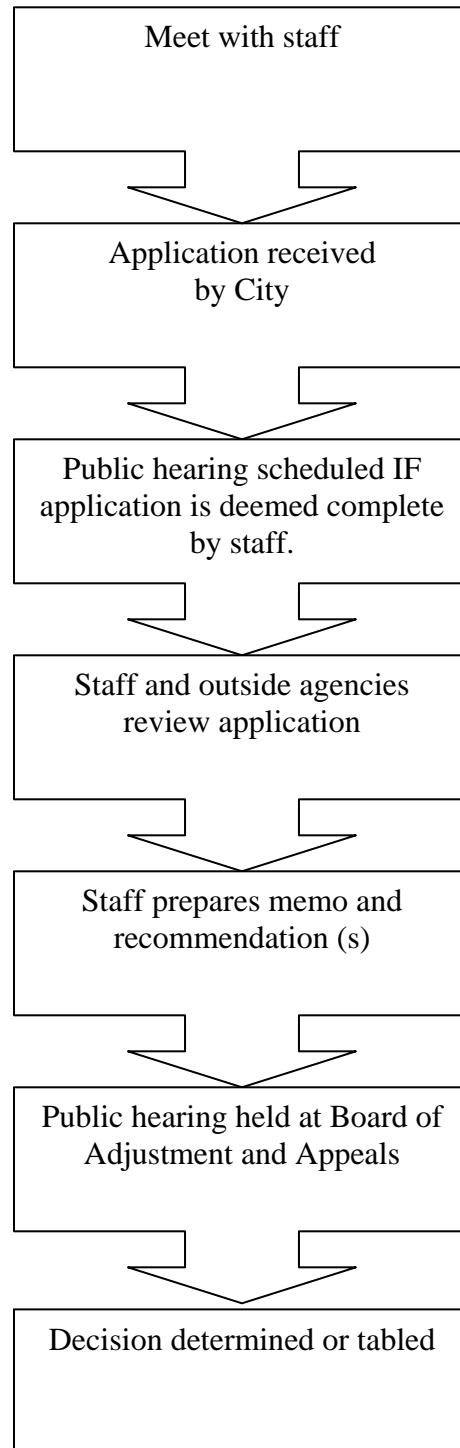 Meet with staff
Application received
by City
Public hearing scheduled IF
application is deemed complete
by staff.
Staff and outside agencies
review application
Staff prepares memo and
recommendation (s)
Public hearing held at Board of
Adjustment and Appeals
Decision determined or tabled